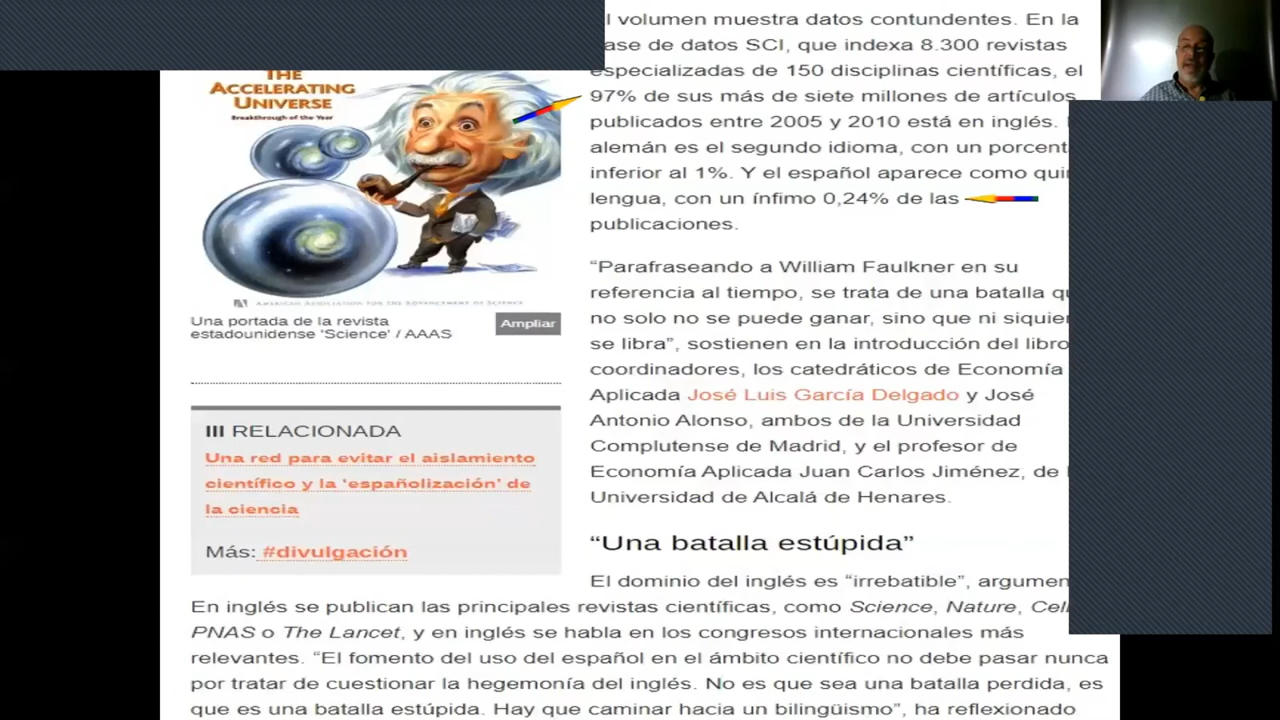 THE
ACCELERATING
UNIVERSE
Breakthrough of the Year
AMERICAN ASSOCIATION FOR THE ADVANCEMENT OF SCIENCE
Una portada de la revista
estadounidense 'Science' / AAAS
Ampliar
III RELACIONADA
Una red para evitar el aislamiento
científico y la ‘españolización’ de
la ciencia
Más: #divulgación
volumen muestra datos contundentes. En la
de datos SCI, que indexa 8.300 revistas
especializadas de 150 disciplinas científicas, el
97% de sus más de siete millones de artículos
publicados entre 2005 y 2010 está en inglés.
alemán es el segundo idioma, con un
inferior al 1%. Y el español aparece como
lengua, con un ínfimo 0,24% de las
publicaciones.
“Parafraseando a William Faulkner en su
referencia al tiempo, se trata de una batalla
no solo no se puede ganar, sino que ni
se libra”, sostienen en la introducción del libro
coordinadores, los catedráticos de Economía
Aplicada José Luis García Delgado y José
Antonio Alonso, ambos de la Universidad
Complutense de Madrid, y el profesor de
Economía Aplicada Juan Carlos Jiménez, de
Universidad de Alcalá de Henares.
“Una batalla estúpida”
El dominio del inglés es “irrebatible”,
En inglés se publican las principales revistas científicas, como Science, Nature, Cell
PNAS o The Lancet, y en inglés se habla en los congresos internacionales más
relevantes. “El fomento del uso del español en el ámbito científico no debe pasar nunca
por tratar de cuestionar la hegemonía del inglés. No es que sea una batalla perdida, es
que es una batalla estúpida. Hay que caminar hacia un bilingüismo”, ha reflexionado